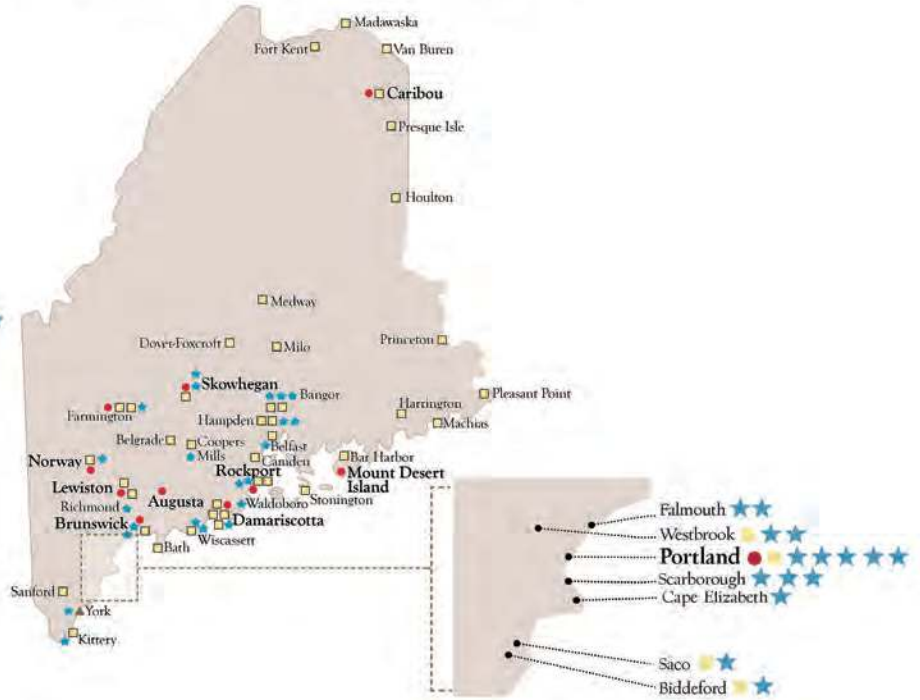 Madawaska
Fort Kent
Van Buren
Caribou
Presque Isle
Houlton
Medway
Dover-Foxcroft
Milo
Princeton
Skowhegan
Bangor
Pleasant Point
Farmington
Harrington
Hampden
Machias
Belgrade
Coopers
Mills
Belfast
Norway
Camden
Bar Harbor
Rockport
Mount Desert
Island
Lewiston
Augusta
Stonington
Richmond
Waldoboro
Brunswick
Damariscotta
Wiscassett
Bath
Sanford
York
Kittery
Falmouth
Westbrook
Portland
Scarborough
Cape Elizabeth
Saco
Biddeford